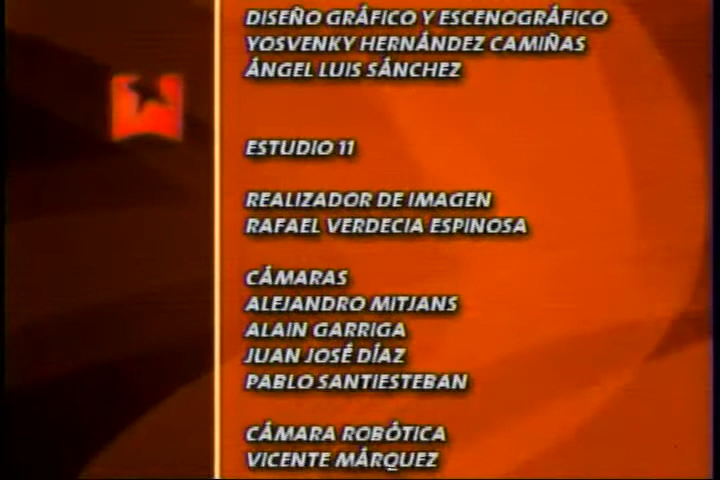 DISEÑO GRÁFICO Y ESCENOGRÁFICO
YOSVENKY HERNÁNDEZ CAMIÑAS
ÁNGEL LUIS SÁNCHEZ
ESTUDIO 11
REALIZADOR DE IMAGEN
RAFAEL VERDECIA ESPINOSA
CÁMARAS
ALEJANDRO MITJANS
ALAIN GARRIGA
JUAN JOSÉ DÍAZ
PABLO SANTIESTEBAN
CÁMARA ROBÓTICA
VICENTE MÁRQUEZ